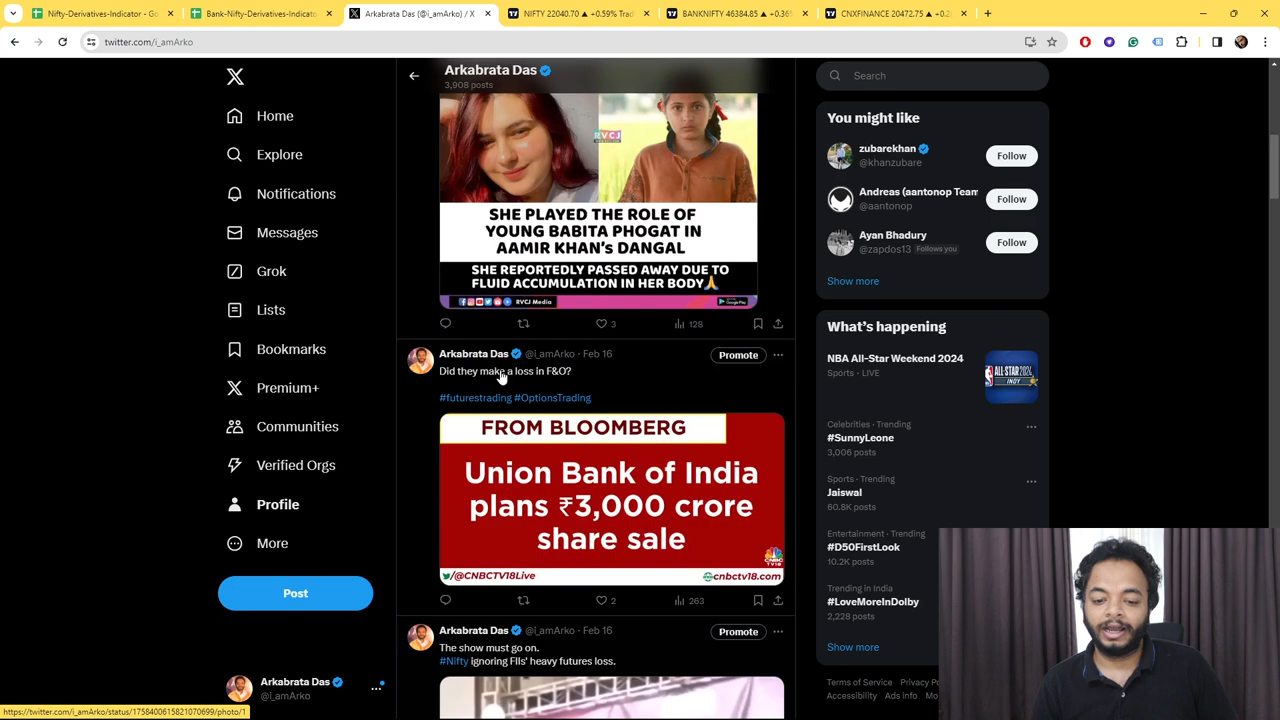 Nifty-Derivatives-Indicator - Go
Bank-Nifty-Derivatives-Indicato
Arkabrata Das (@i_amArko) / X
NIFTY 22040.70 ▲ +0.59% Trad
BANKNIFTY 46384.85 ▲ +0.36%
CNXFINANCE 20472.75 ▲ +0.2
twitter.com/i_amArko
Home
Explore
Notifications
Messages
Grok
Lists
Bookmarks
Premium+
Communities
Verified Orgs
Profile
More
Post
Arkabrata Das
@i_amArko
https://twitter.com/i_amArko/status/1758400615821070699/photo/1
Arkabrata Das
3,908 posts
RVCJ
SHE PLAYED THE ROLE OF
YOUNG BABITA PHOGAT IN
AAMIR KHAN's DANGAL
SHE REPORTEDLY PASSED AWAY DUE TO
FLUID ACCUMULATION IN HER BODY🙏
RVCJ Media
3 128
Arkabrata Das @i_amArko · Feb 16
Promote
Did they make a loss in F&O?
#futurestrading #OptionsTrading
FROM BLOOMBERG
Union Bank of India
plans ₹3,000 crore
share sale
CNBC
TV18
/@CNBCTV18Live
cnbctv18.com
2 263
Arkabrata Das @i_amArko · Feb 16
Promote
The show must go on.
#Nifty ignoring FIIs' heavy futures loss.
Search
You might like
zubarekhan
@khanzubare
Follow
Andreas (aantonop Team
@aantonop
Follow
Ayan Bhadury
@zapdos13 Follows you
Follow
Show more
What's happening
NBA All-Star Weekend 2024
Sports · LIVE
ALL-STAR 2024
INDY
Celebrities · Trending
#SunnyLeone
3,006 posts
Sports · Trending
Jaiswal
60.8K posts
Entertainment · Trending
#D50FirstLook
10.2K posts
Trending in India
#LoveMoreInDolby
2,228 posts
Show more
Terms of Service Privacy Po
Accessibility Ads info Mo